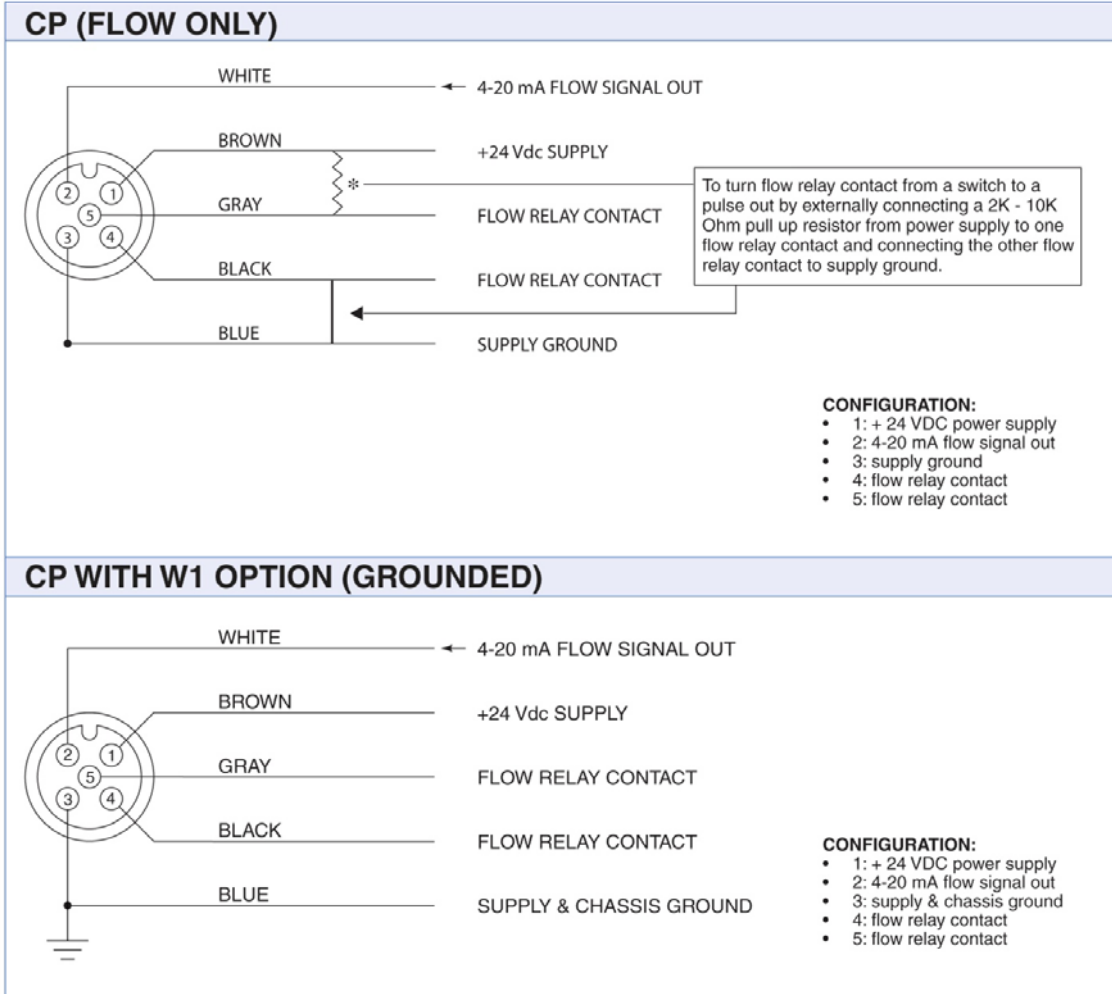 CP (FLOW ONLY)
WHITE
4-20 mA FLOW SIGNAL OUT
BROWN
+24 Vdc SUPPLY
*
GRAY
FLOW RELAY CONTACT
BLACK
FLOW RELAY CONTACT
BLUE
SUPPLY GROUND
2
1
5
3
4
To turn flow relay contact from a switch to a
pulse out by externally connecting a 2K - 10K
Ohm pull up resistor from power supply to one
flow relay contact and connecting the other flow
relay contact to supply ground.
CONFIGURATION:
• 1: + 24 VDC power supply
• 2: 4-20 mA flow signal out
• 3: supply ground
• 4: flow relay contact
• 5: flow relay contact
CP WITH W1 OPTION (GROUNDED)
WHITE
4-20 mA FLOW SIGNAL OUT
BROWN
+24 Vdc SUPPLY
GRAY
FLOW RELAY CONTACT
BLACK
FLOW RELAY CONTACT
BLUE
SUPPLY & CHASSIS GROUND
2
1
5
3
4
CONFIGURATION:
• 1: + 24 VDC power supply
• 2: 4-20 mA flow signal out
• 3: supply & chassis ground
• 4: flow relay contact
• 5: flow relay contact